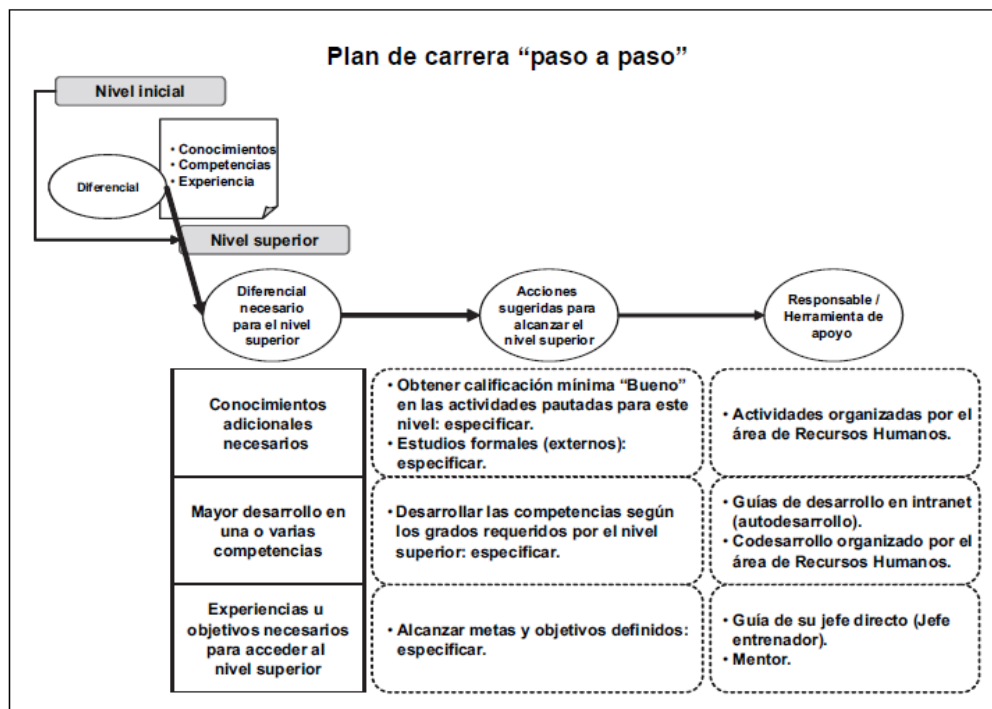 Plan de carrera “paso a paso”
Nivel inicial
• Conocimientos
• Competencias
• Experiencia
Diferencial
Nivel superior
Diferencial
necesario
para el nivel
superior
Acciones
sugeridas para
alcanzar el
nivel superior
Responsable /
Herramienta de
apoyo
Conocimientos
adicionales
necesarios
• Obtener calificación mínima “Bueno”
en las actividades pautadas para este
nivel: especificar.
• Estudios formales (externos):
especificar.
• Actividades organizadas por el
área de Recursos Humanos.
Mayor desarrollo en
una o varias
competencias
• Desarrollar las competencias según
los grados requeridos por el nivel
superior: especificar.
• Guías de desarrollo en intranet
(autodesarrollo).
• Codesarrollo organizado por el
área de Recursos Humanos.
Experiencias u
objetivos necesarios
para acceder al
nivel superior
• Alcanzar metas y objetivos definidos:
especificar.
• Guía de su jefe directo (Jefe
entrenador).
• Mentor.